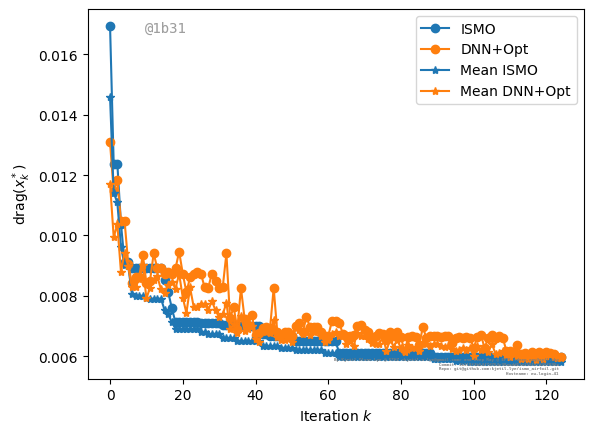 @1b31
ISMO
DNN+Opt
Mean ISMO
Mean DNN+Opt
0.016
0.014
0.012
0.010
0.008
0.006
drag(x*k)
0 20 40 60 80 100 120
Iteration k